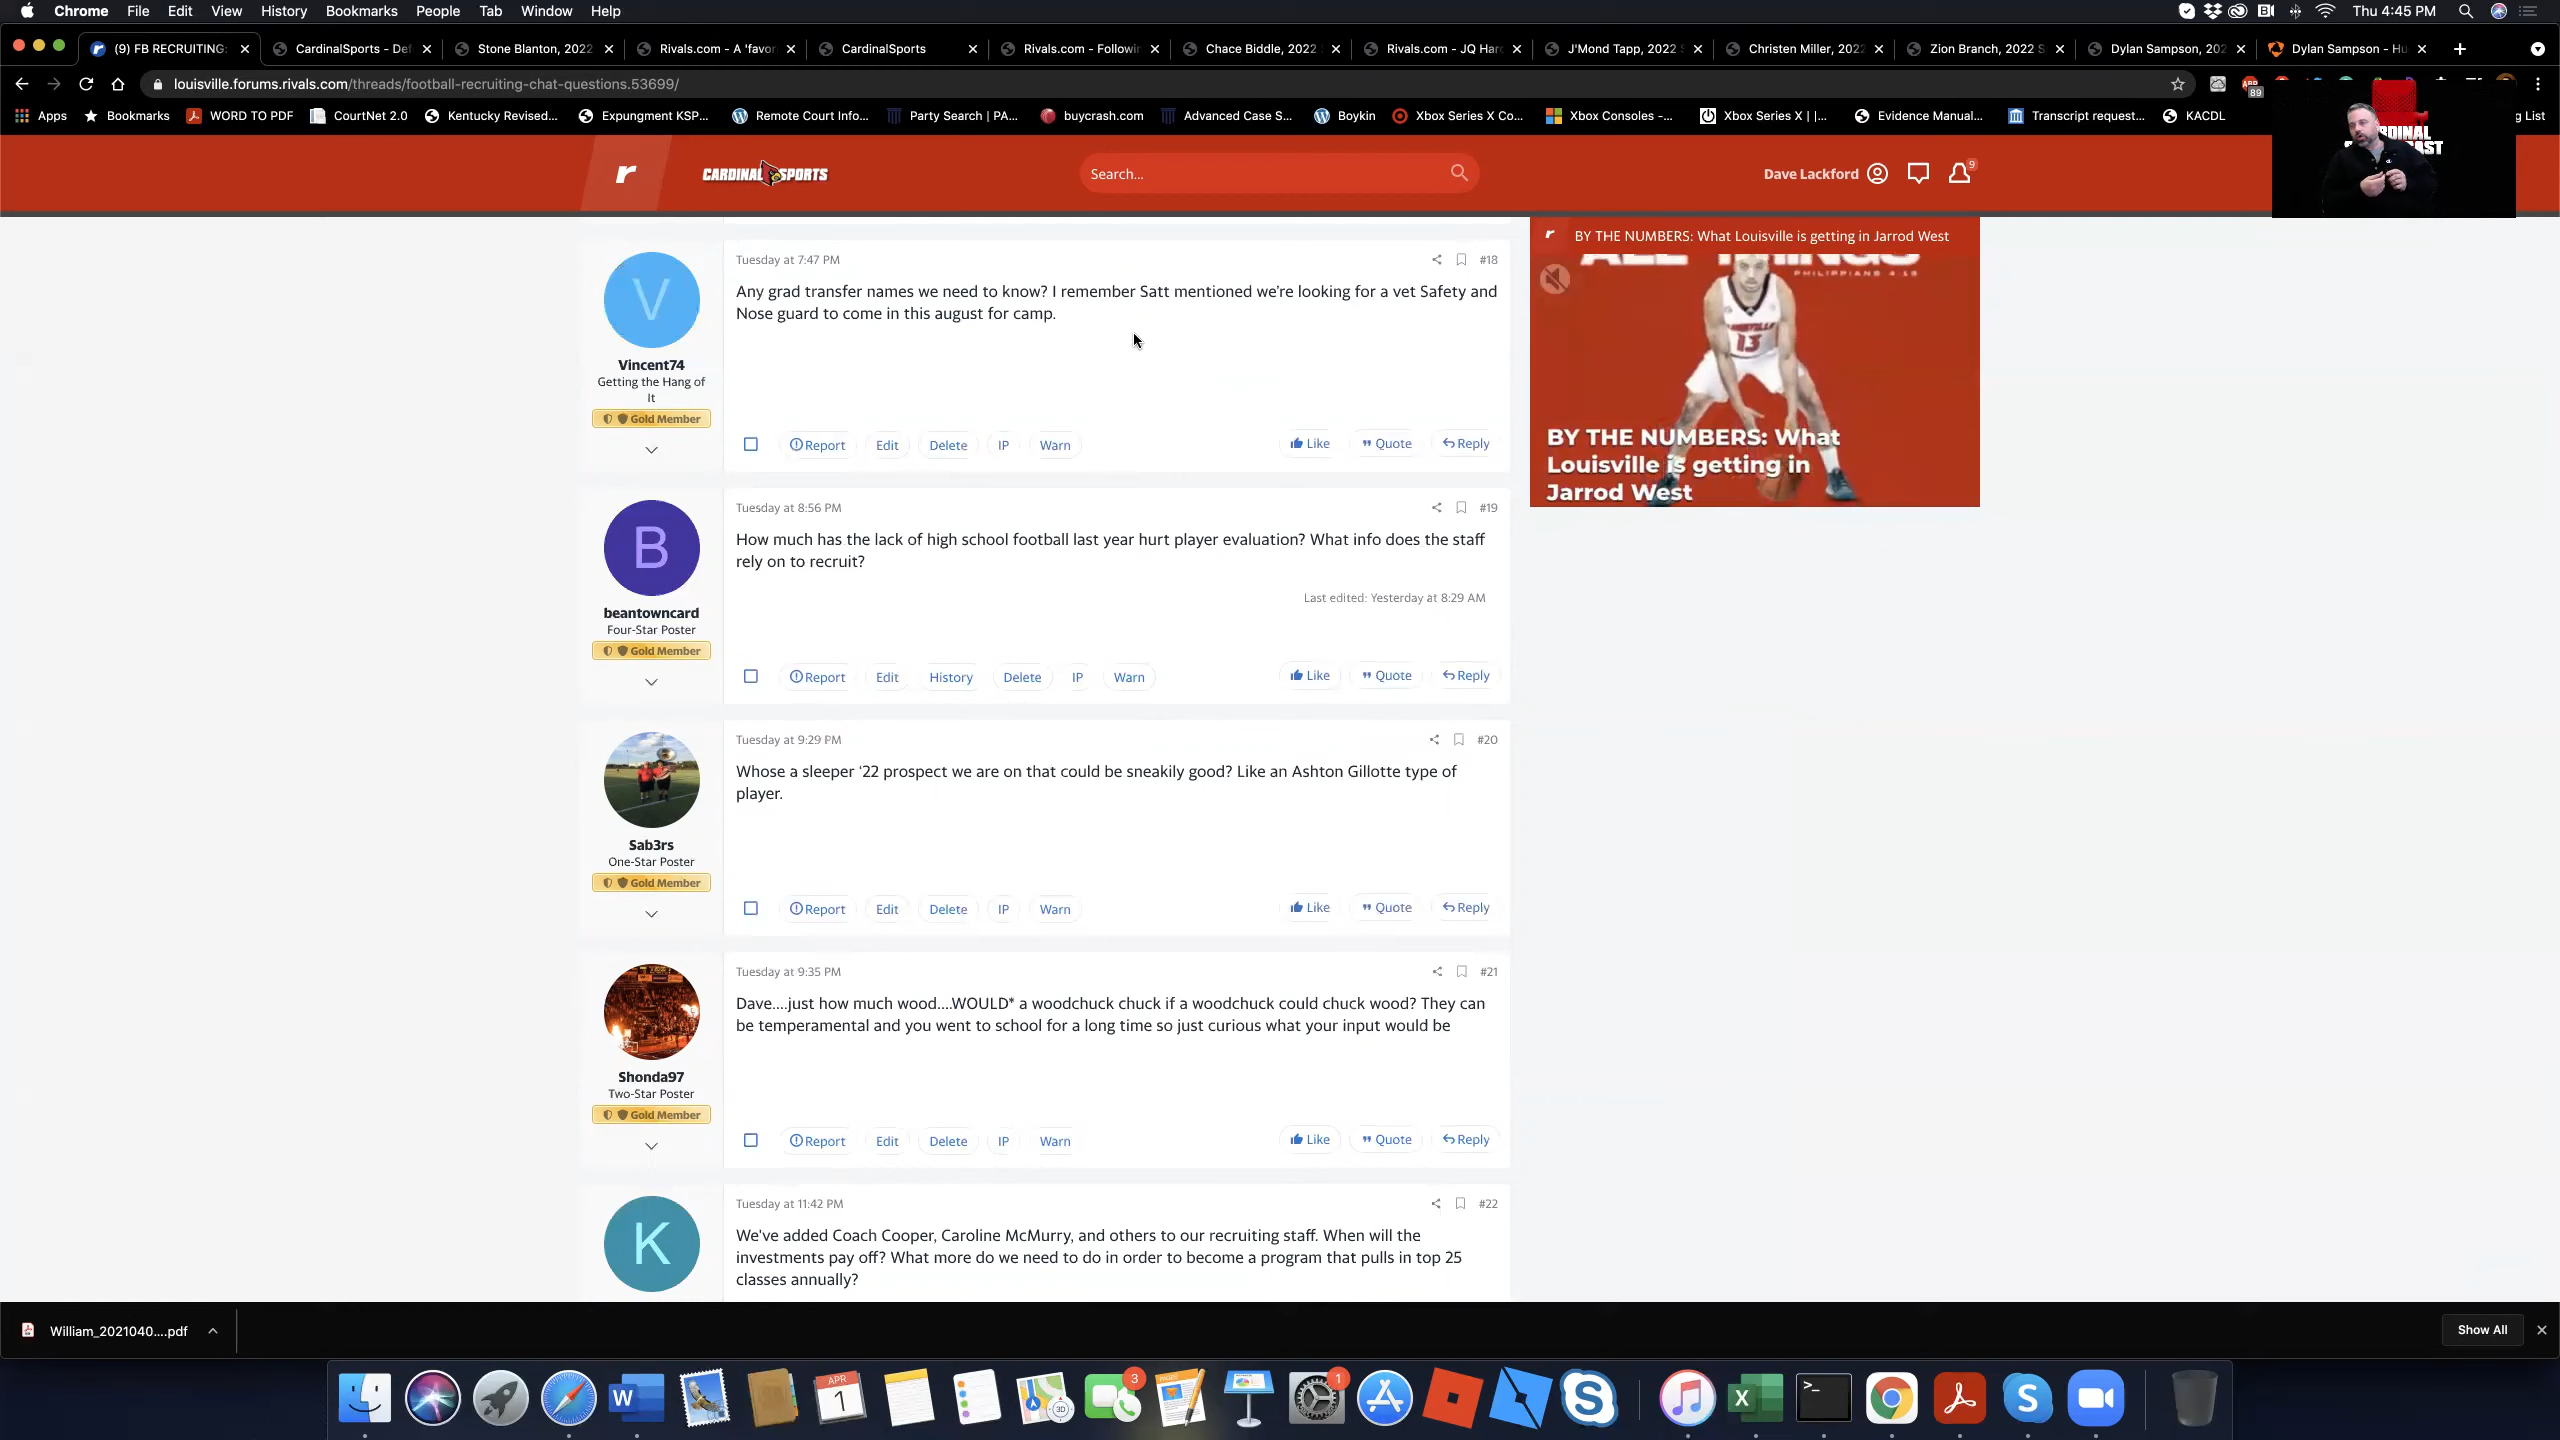 Chrome File Edit View History Bookmarks People Tab Window Help
Thu 4:45 PM
(9) FB RECRUITING:
CardinalSports - Def
Stone Blanton, 2022
Rivals.com - A 'favor
CardinalSports
Rivals.com - Followin
Chace Biddle, 2022
Rivals.com - JQ Har
J'Mond Tapp, 2022
Christen Miller, 2022
Zion Branch, 2022 S
Dylan Sampson, 202
Dylan Sampson - Hu
louisville.forums.rivals.com/threads/football-recruiting-chat-questions.53699/
89
Apps
Bookmarks
WORD TO PDF
CourtNet 2.0
Kentucky Revised...
Expungment KSP...
Remote Court Info...
Party Search | PA...
buycrash.com
Advanced Case S...
Boykin
Xbox Series X Co...
Xbox Consoles -...
Xbox Series X | |...
Evidence Manual...
Transcript request...
KACDL
g List
r
CARDINAL SPORTS
Search...
Dave Lackford
9
Tuesday at 7:47 PM
#18
Any grad transfer names we need to know? I remember Satt mentioned we're looking for a vet Safety and
Nose guard to come in this august for camp.
V
Vincent74
Getting the Hang of
It
Gold Member
Report Edit Delete IP Warn
Like Quote Reply
Tuesday at 8:56 PM
#19
How much has the lack of high school football last year hurt player evaluation? What info does the staff
rely on to recruit?
Last edited: Yesterday at 8:29 AM
B
beantowncard
Four-Star Poster
Gold Member
Report Edit History Delete IP Warn
Like Quote Reply
Tuesday at 9:29 PM
#20
Whose a sleeper ‘22 prospect we are on that could be sneakily good? Like an Ashton Gillotte type of
player.
Sab3rs
One-Star Poster
Gold Member
Report Edit Delete IP Warn
Like Quote Reply
Tuesday at 9:35 PM
#21
Dave....just how much wood....WOULD* a woodchuck chuck if a woodchuck could chuck wood? They can
be temperamental and you went to school for a long time so just curious what your input would be
Shonda97
Two-Star Poster
Gold Member
Report Edit Delete IP Warn
Like Quote Reply
Tuesday at 11:42 PM
#22
We've added Coach Cooper, Caroline McMurry, and others to our recruiting staff. When will the
investments pay off? What more do we need to do in order to become a program that pulls in top 25
classes annually?
K
r BY THE NUMBERS: What Louisville is getting in Jarrod West
ALL THINGS
PHILIPPIANS 4:13
13
BY THE NUMBERS: What
Louisville is getting in
Jarrod West
William_2021040....pdf
Show All
W
APR
1
3D
3
PAGES
1
S
X
>_
S